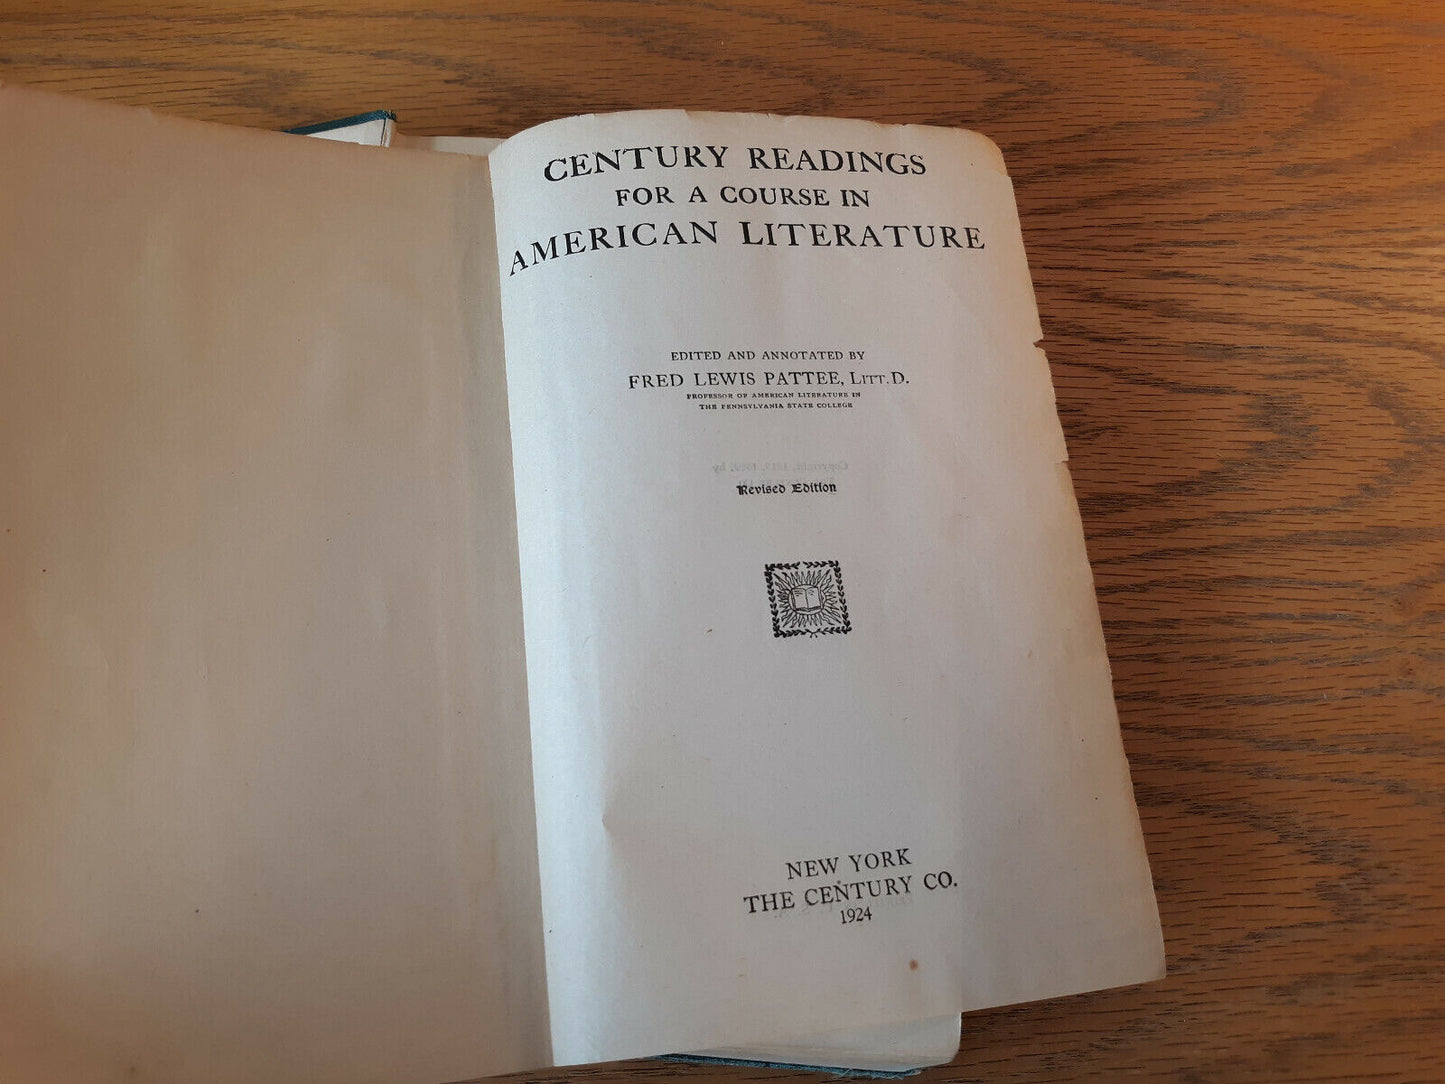 CENTURY READINGS
FOR A COURSE IN
AMERICAN LITERATURE
EDITED AND ANNOTATED BY
FRED LEWIS PATTEE, LITT.D.
PROFESSOR OF AMERICAN LITERATURE IN
THE PENNSYLVANIA STATE COLLEGE
Revised Edition
NEW YORK
THE CENTURY CO.
1924